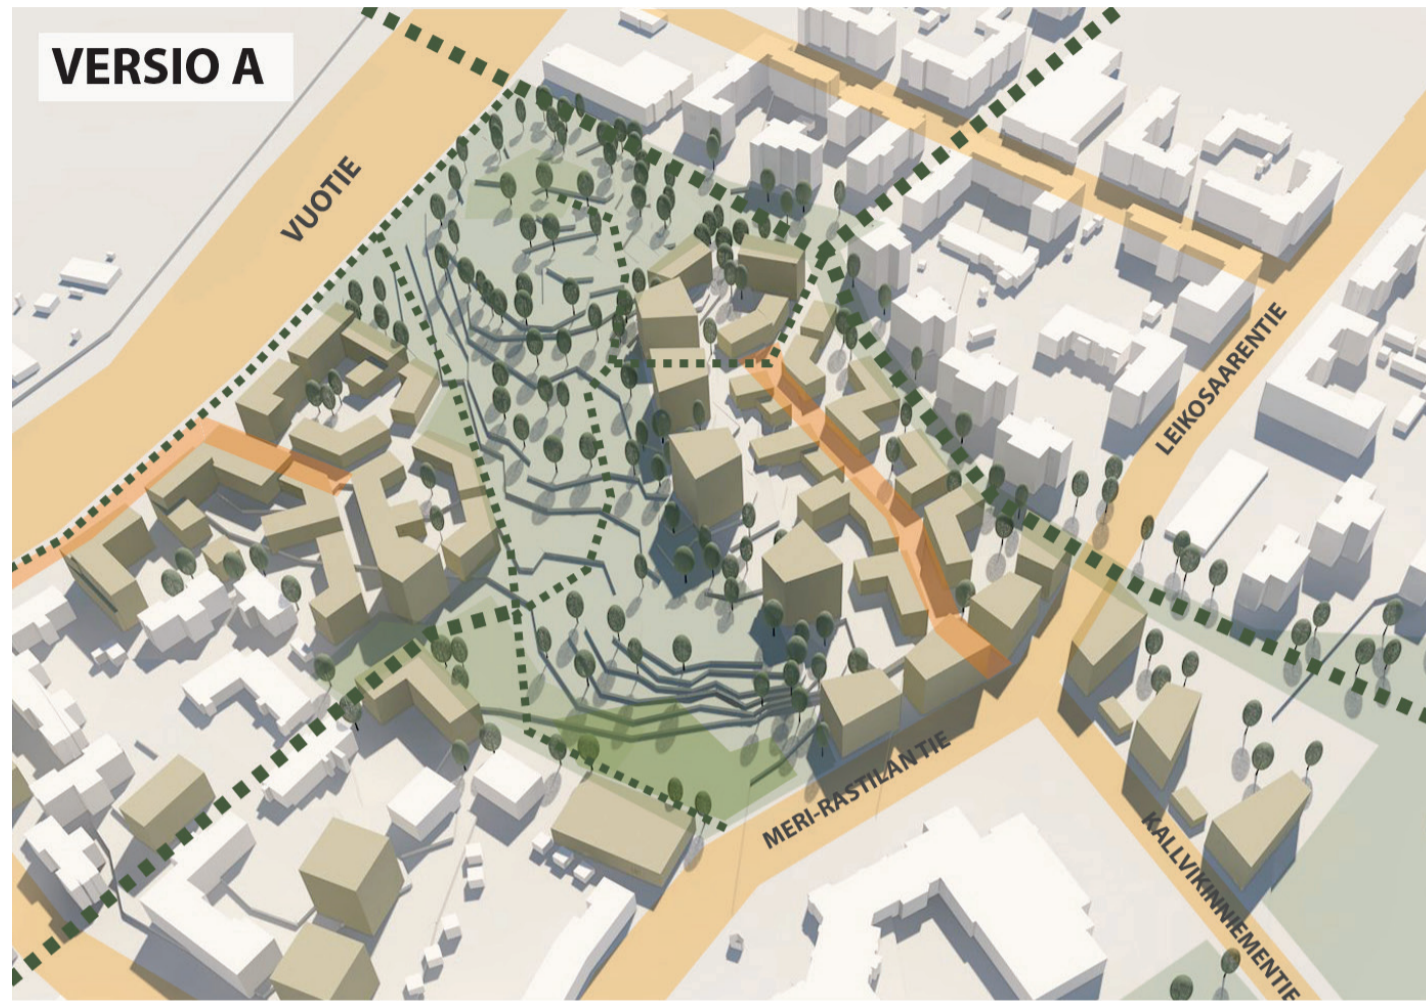 VERSIO A
VUOTIE
LEIKOSAARENTIE
MERI-RASTILAN TIE
KALLVIKINNIEMENTIE